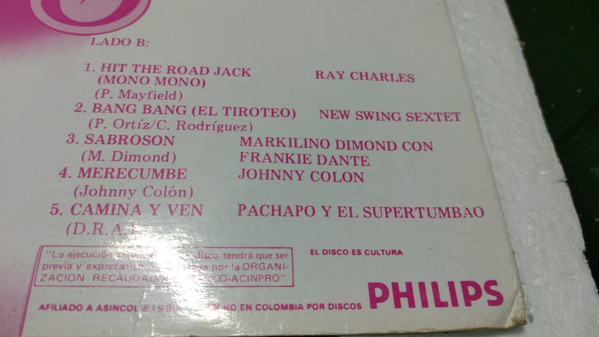 LADO B:
1. HIT THE ROAD JACK RAY CHARLES
(MONO MONO)
(P. Mayfield)
2. BANG BANG (EL TIROTEO) NEW SWING SEXTET
(P. Ortíz/C. Rodríguez)
3. SABROSON MARKILINO DIMOND CON
(M. Dimond) FRANKIE DANTE
4. MERECUMBE JOHNNY COLON
(Johnny Colón)
5. CAMINA Y VEN PACHAPO Y EL SUPERTUMBAO
(D.R.A.)
"La ejecución disco tendrá que ser
previa y por la ORGANI-
ZACION -ACINPRO"
EL DISCO ES CULTURA
AFILIADO A ASINCOL EN COLOMBIA POR DISCOS PHILIPS